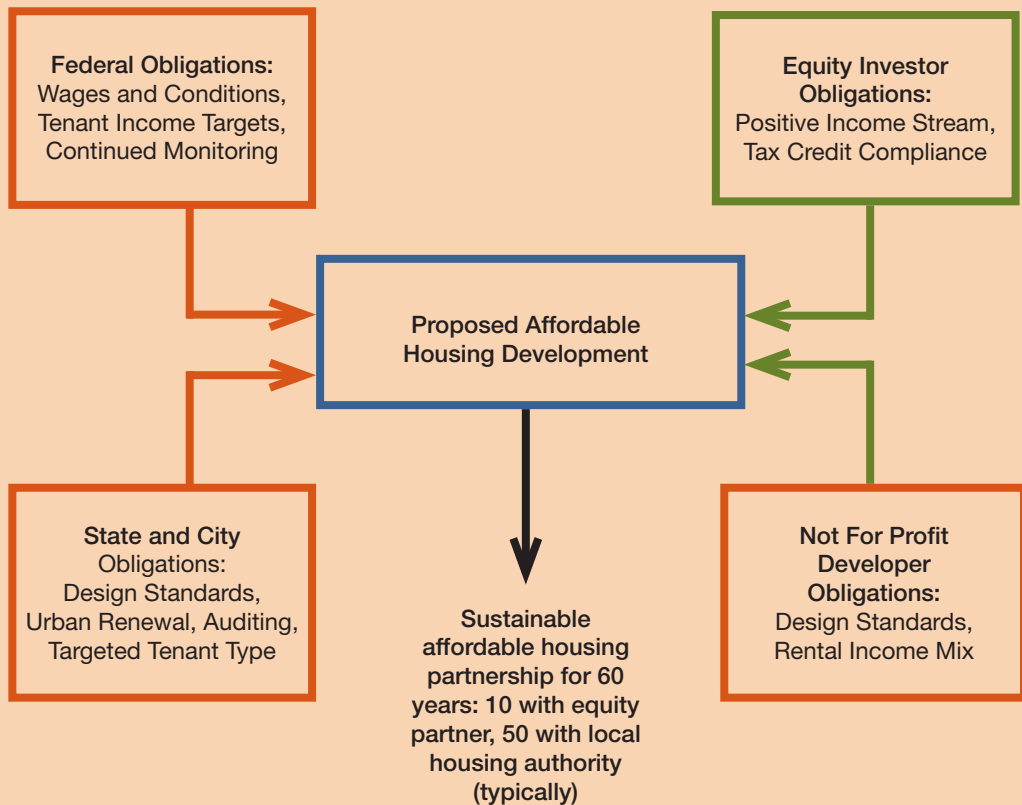 Federal Obligations:
Wages and Conditions,
Tenant Income Targets,
Continued Monitoring
Equity Investor
Obligations:
Positive Income Stream,
Tax Credit Compliance
Proposed Affordable
Housing Development
State and City
Obligations:
Design Standards,
Urban Renewal, Auditing,
Targeted Tenant Type
Not For Profit
Developer
Obligations:
Design Standards,
Rental Income Mix
Sustainable
affordable housing
partnership for 60
years: 10 with equity
partner, 50 with local
housing authority
(typically)